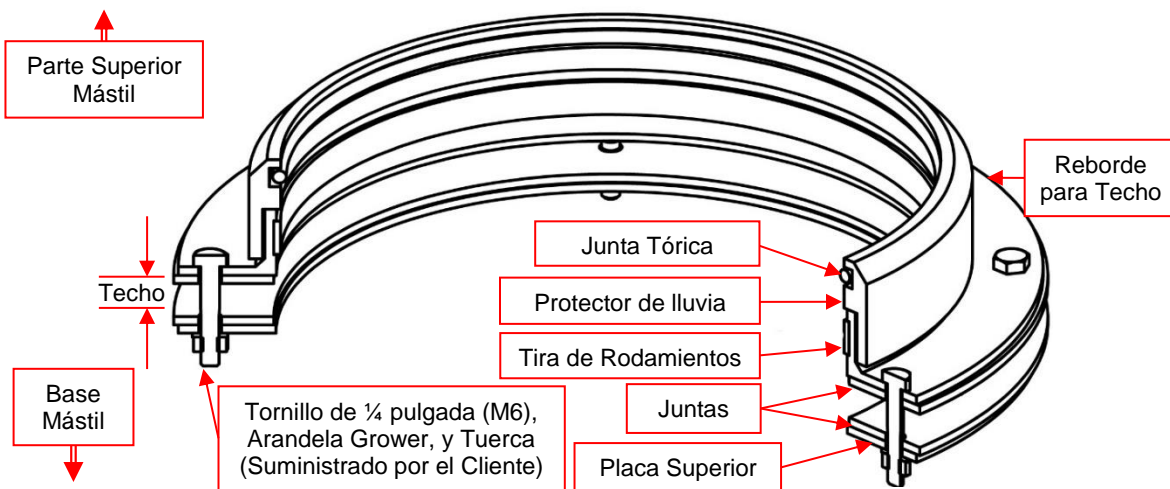 Parte Superior
Mástil
Reborde
para Techo
Junta Tórica
Techo
Protector de lluvia
Tira de Rodamientos
Base
Mástil
Tornillo de ¼ pulgada (M6),
Arandela Grower, y Tuerca
(Suministrado por el Cliente)
Juntas
Placa Superior